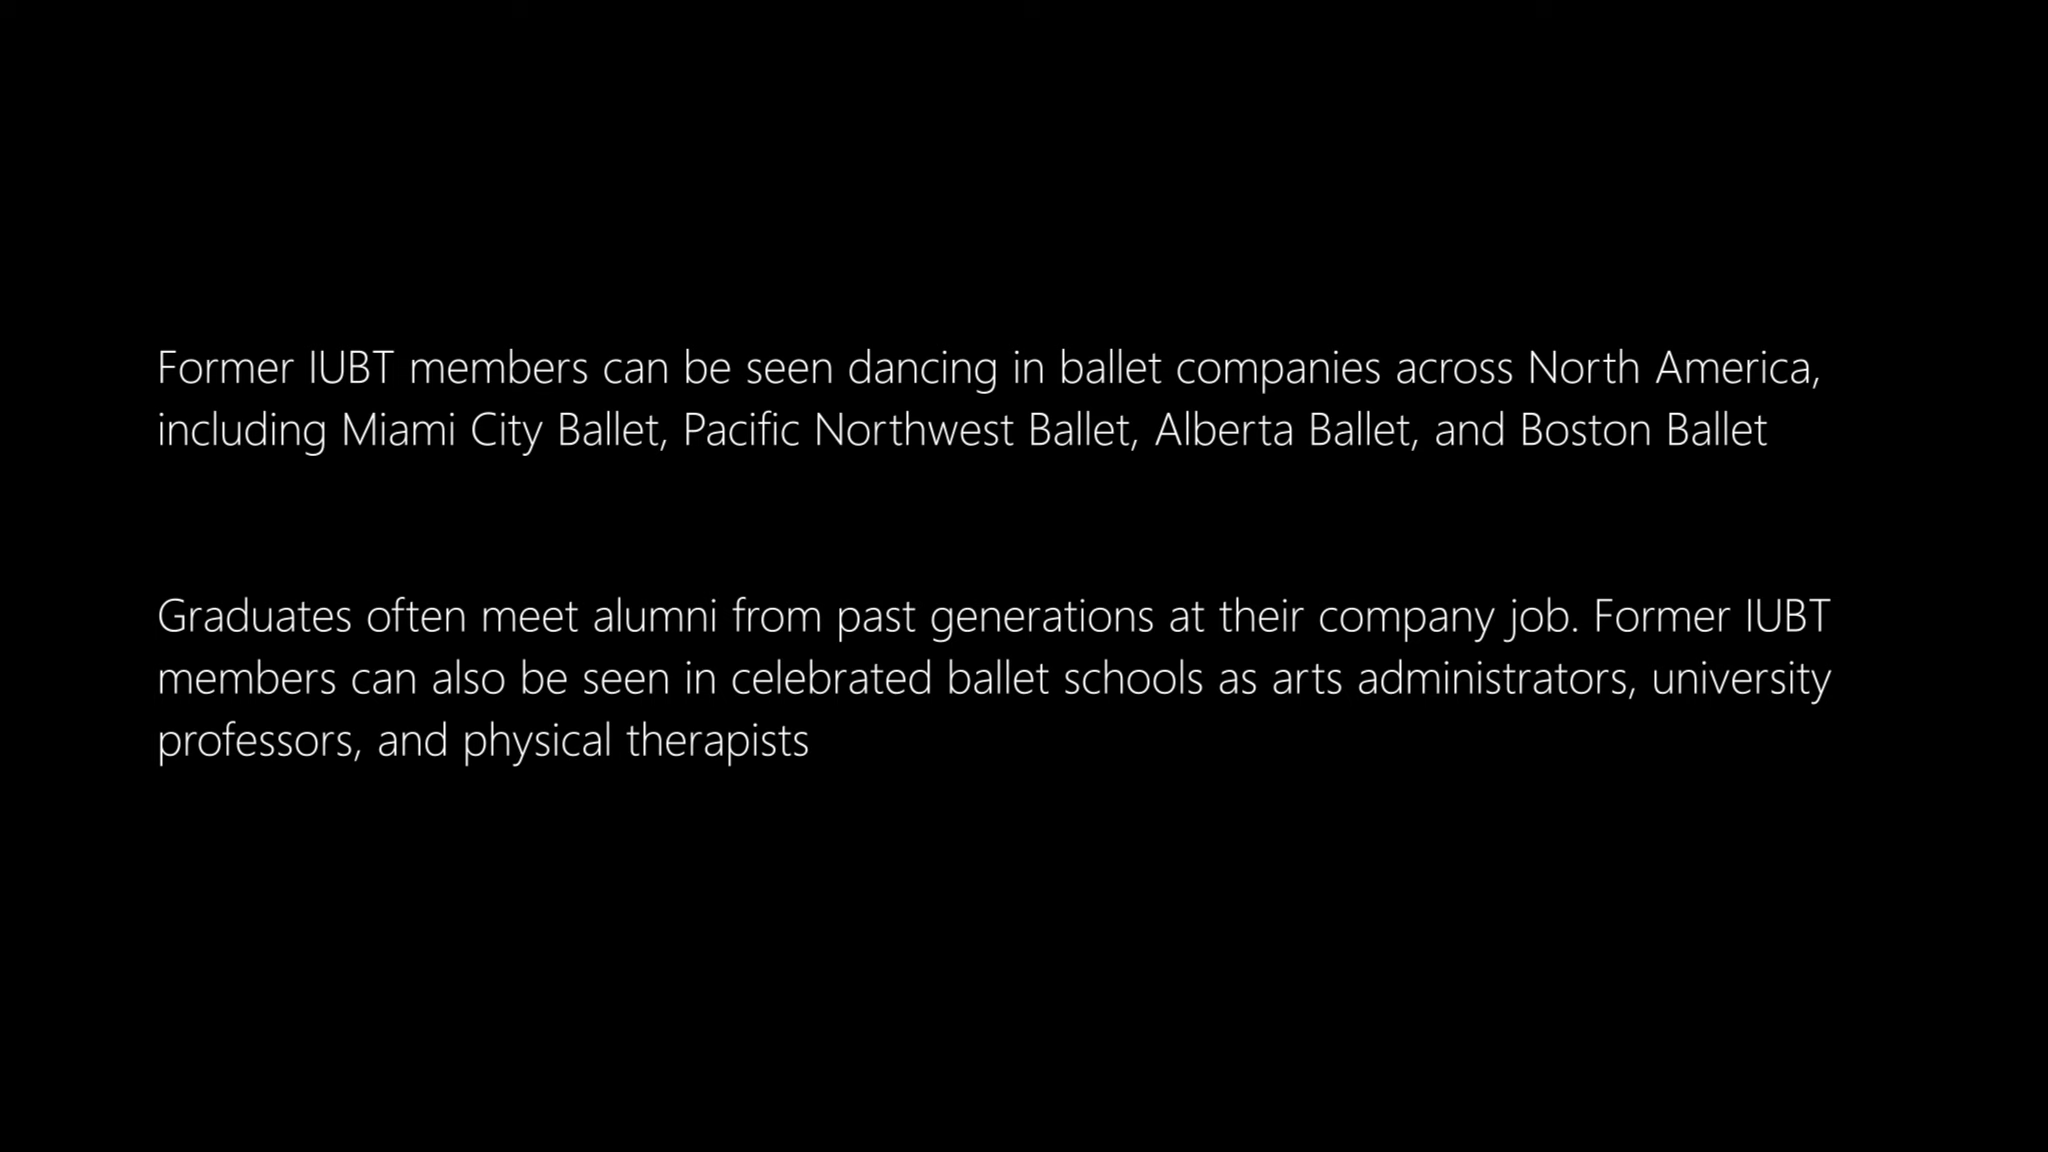 Former IUBT members can be seen dancing in ballet companies across North America,
including Miami City Ballet, Pacific Northwest Ballet, Alberta Ballet, and Boston Ballet
Graduates often meet alumni from past generations at their company job. Former IUBT
members can also be seen in celebrated ballet schools as arts administrators, university
professors, and physical therapists